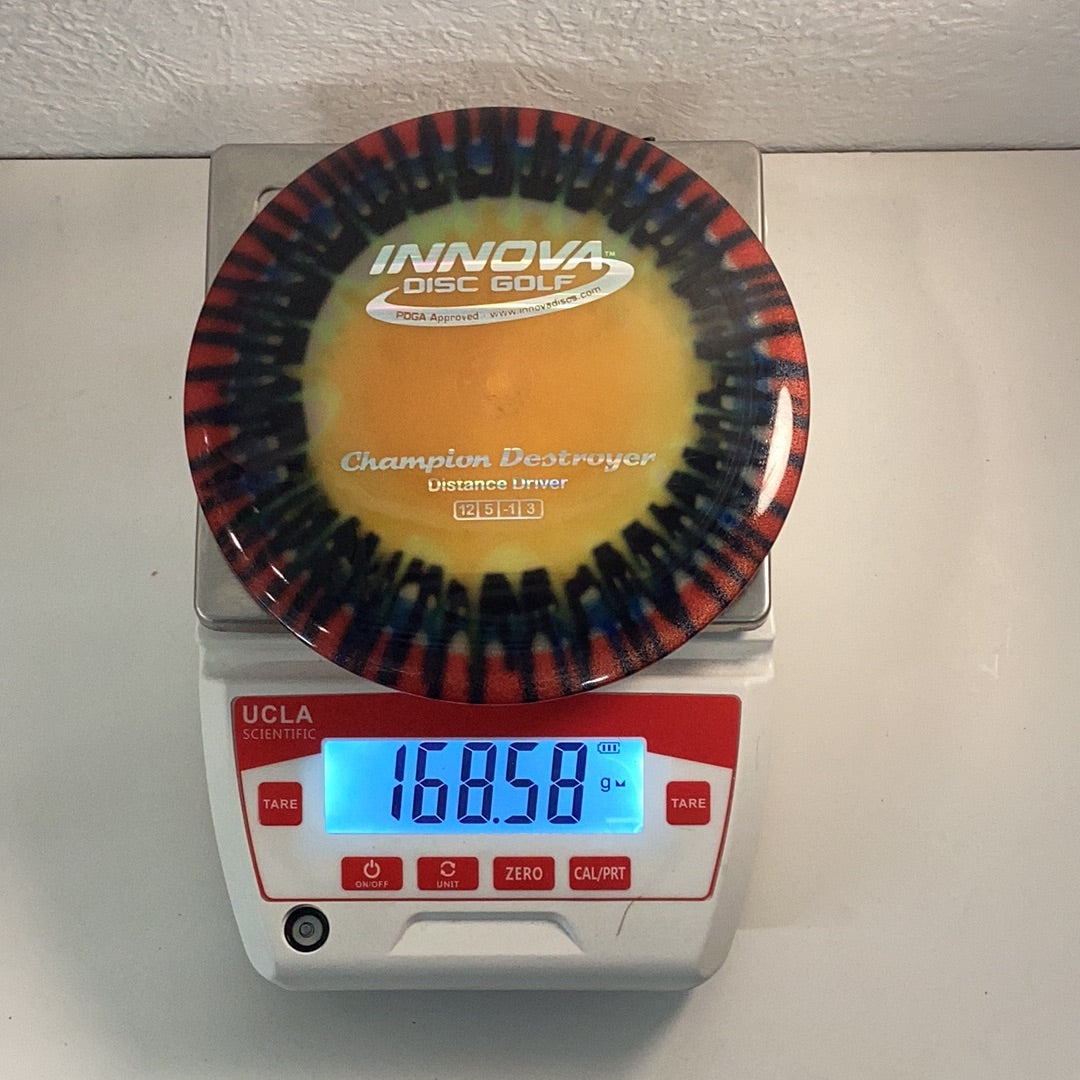 INNOVA™
DISC GOLF
PDGA Approved · www.innovadiscs.com
Champion Destroyer
Distance Driver
12 5 -1 3
UCLA
SCIENTIFIC
168.58
g
TARE
TARE
ON/OFF
UNIT
ZERO
CAL/PRT